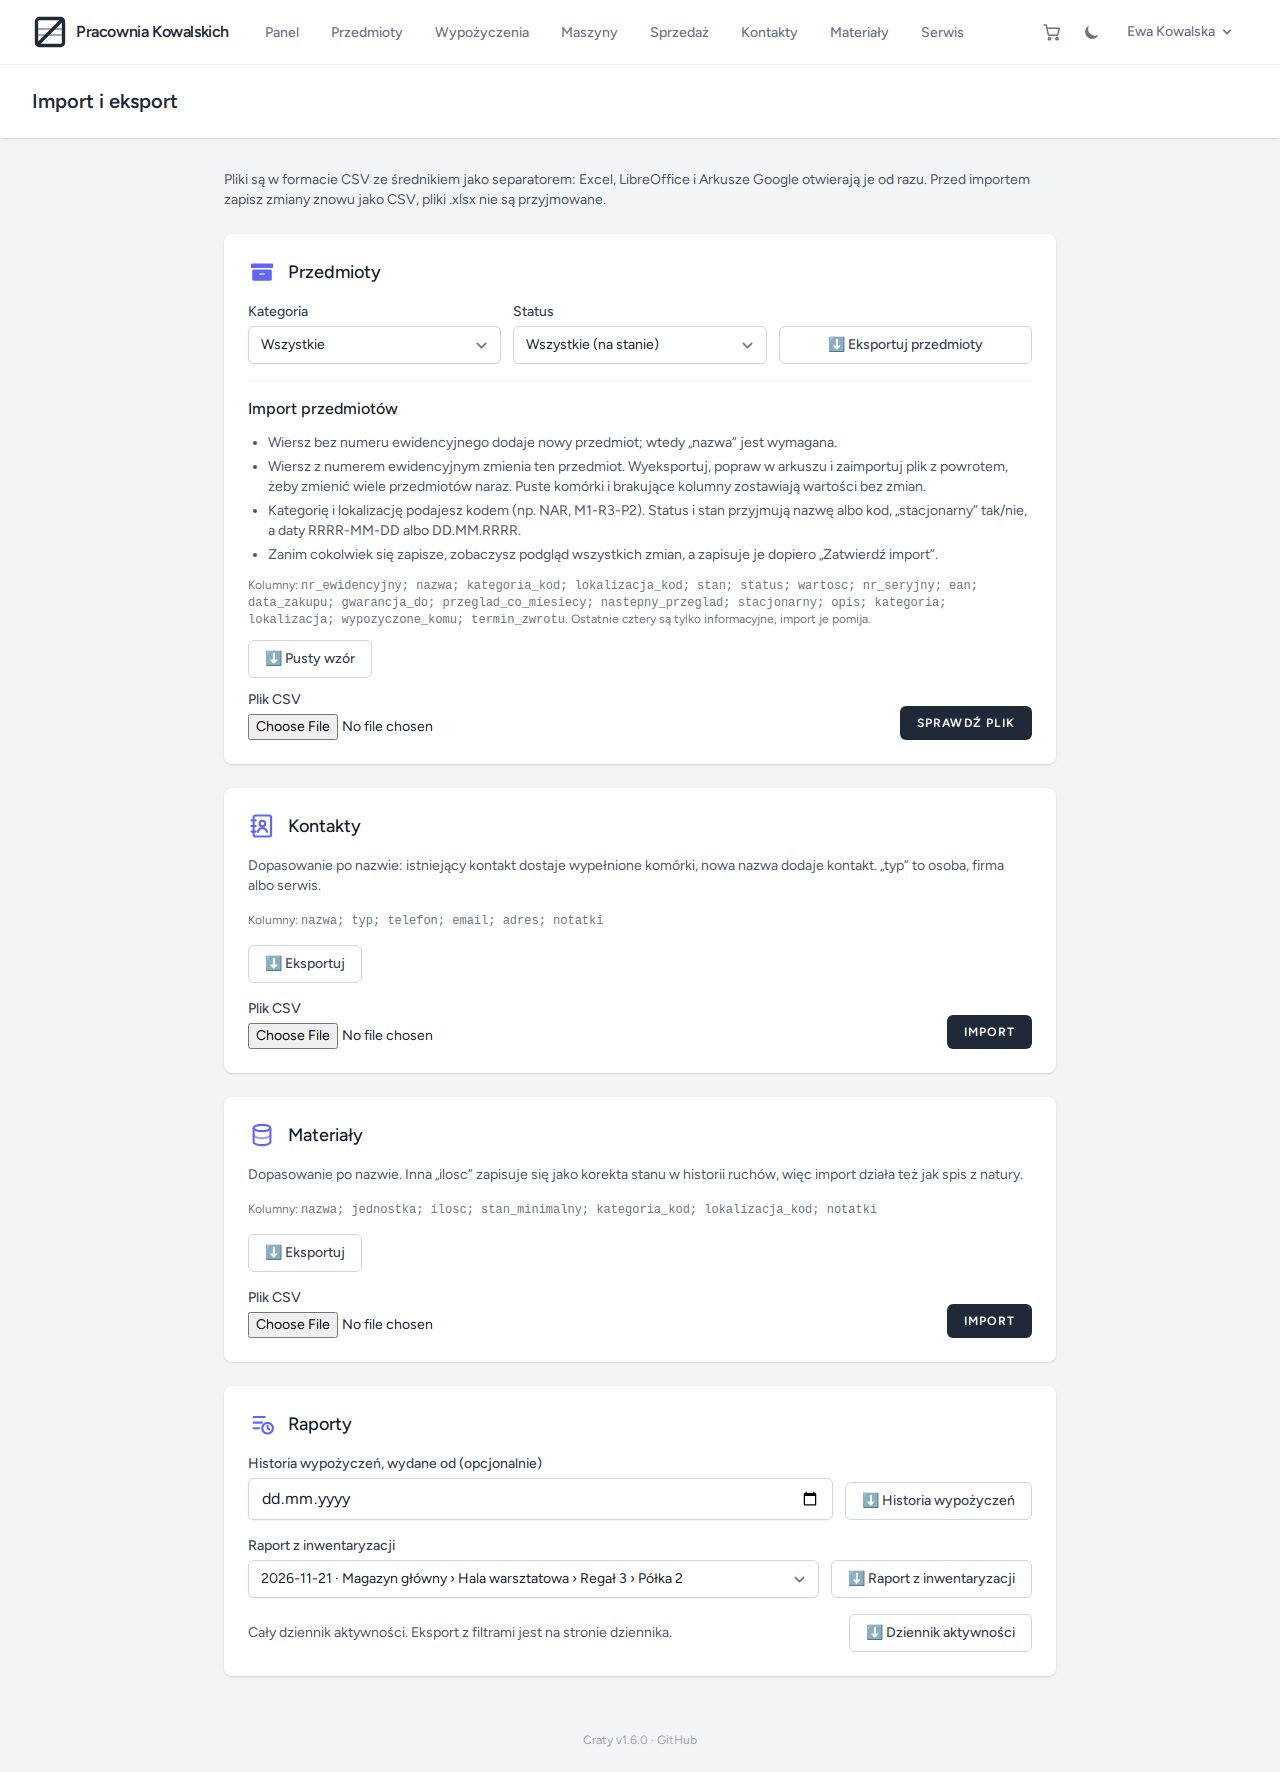 Pracownia Kowalskich Panel Przedmioty Wypożyczenia Maszyny Sprzedaż Kontakty Materiały Serwis Ewa Kowalska
Import i eksport
Pliki są w formacie CSV ze średnikiem jako separatorem: Excel, LibreOffice i Arkusze Google otwierają je od razu. Przed importem
zapisz zmiany znowu jako CSV, pliki .xlsx nie są przyjmowane.
Przedmioty
Kategoria Status
Wszystkie Wszystkie (na stanie) ⬇️ Eksportuj przedmioty
Import przedmiotów
• Wiersz bez numeru ewidencyjnego dodaje nowy przedmiot; wtedy „nazwa” jest wymagana.
• Wiersz z numerem ewidencyjnym zmienia ten przedmiot. Wyeksportuj, popraw w arkuszu i zaimportuj plik z powrotem,
żeby zmienić wiele przedmiotów naraz. Puste komórki i brakujące kolumny zostawiają wartości bez zmian.
• Kategorię i lokalizację podajesz kodem (np. NAR, M1-R3-P2). Status i stan przyjmują nazwę albo kod, „stacjonarny” tak/nie,
a daty RRRR-MM-DD albo DD.MM.RRRR.
• Zanim cokolwiek się zapisze, zobaczysz podgląd wszystkich zmian, a zapisuje je dopiero „Zatwierdź import”.
Kolumny: nr_ewidencyjny; nazwa; kategoria_kod; lokalizacja_kod; stan; status; wartosc; nr_seryjny; ean;
data_zakupu; gwarancja_do; przeglad_co_miesiecy; nastepny_przeglad; stacjonarny; opis; kategoria;
lokalizacja; wypozyczone_komu; termin_zwrotu. Ostatnie cztery są tylko informacyjne, import je pomija.
⬇️ Pusty wzór
Plik CSV
Choose File No file chosen SPRAWDŹ PLIK
Kontakty
Dopasowanie po nazwie: istniejący kontakt dostaje wypełnione komórki, nowa nazwa dodaje kontakt. „typ” to osoba, firma
albo serwis.
Kolumny: nazwa; typ; telefon; email; adres; notatki
⬇️ Eksportuj
Plik CSV
Choose File No file chosen IMPORT
Materiały
Dopasowanie po nazwie. Inna „ilosc” zapisuje się jako korekta stanu w historii ruchów, więc import działa też jak spis z natury.
Kolumny: nazwa; jednostka; ilosc; stan_minimalny; kategoria_kod; lokalizacja_kod; notatki
⬇️ Eksportuj
Plik CSV
Choose File No file chosen IMPORT
Raporty
Historia wypożyczeń, wydane od (opcjonalnie)
dd.mm.yyyy ⬇️ Historia wypożyczeń
Raport z inwentaryzacji
2026-11-21 · Magazyn główny › Hala warsztatowa › Regał 3 › Półka 2 ⬇️ Raport z inwentaryzacji
Cały dziennik aktywności. Eksport z filtrami jest na stronie dziennika. ⬇️ Dziennik aktywności
Craty v1.6.0 · GitHub